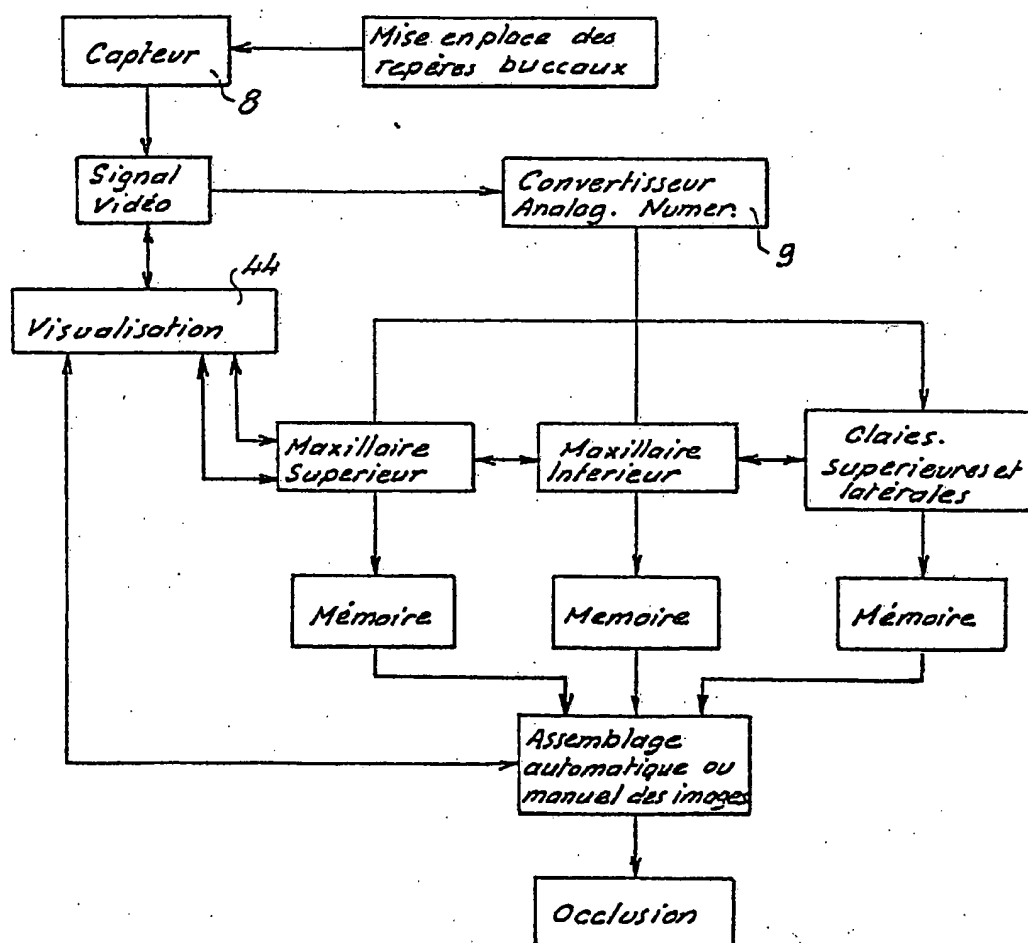 Capteur
Mise en place des
repères buccaux
8
Signal
Vidéo
Convertisseur
Analog. Numer.
9
44
Visualisation
Maxillaire
Superieur
Maxillaire
Inferieur
Claies.
Supérieures et
latérales
Mémoire
Memoire
Mémoire
Assemblage
automatique ou
manuel des images
Occlusion